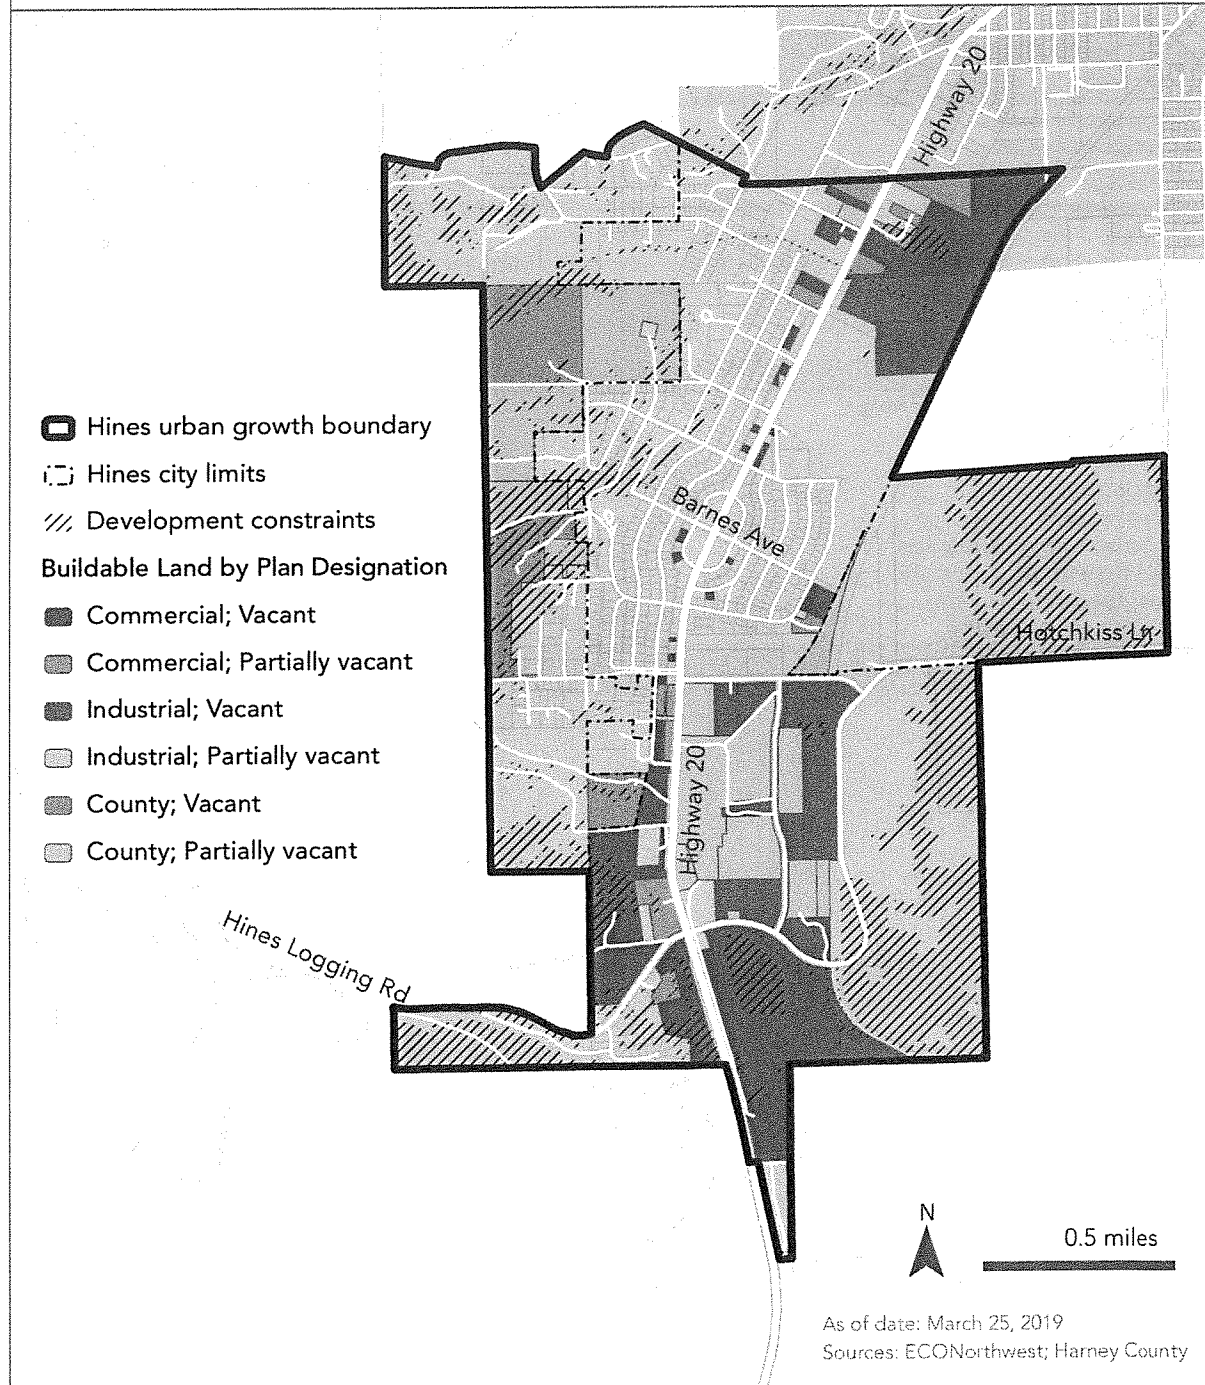 Highway 20
Hines urban growth boundary
Hines city limits
Development constraints
Barnes Ave
Buildable Land by Plan Designation
Commercial; Vacant
Hotchkiss Ln
Commercial; Partially vacant
Industrial; Vacant
Industrial; Partially vacant
Highway 20
County; Vacant
County; Partially vacant
Hines Logging Rd
N
0.5 miles
As of date: March 25, 2019
Sources: ECONorthwest; Harney County